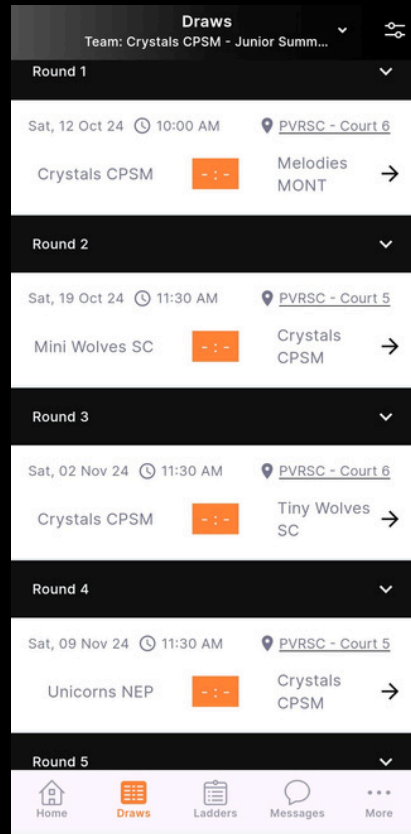 Draws
Team: Crystals CPSM - Junior Summ...
Round 1
Sat, 12 Oct 24 10:00 AM PVRSC - Court 6
Crystals CPSM - : - Melodies
MONT
Round 2
Sat, 19 Oct 24 11:30 AM PVRSC - Court 5
Mini Wolves SC - : - Crystals
CPSM
Round 3
Sat, 02 Nov 24 11:30 AM PVRSC - Court 6
Crystals CPSM - : - Tiny Wolves
SC
Round 4
Sat, 09 Nov 24 11:30 AM PVRSC - Court 5
Unicorns NEP - : - Crystals
CPSM
Round 5
Home Draws Ladders Messages More